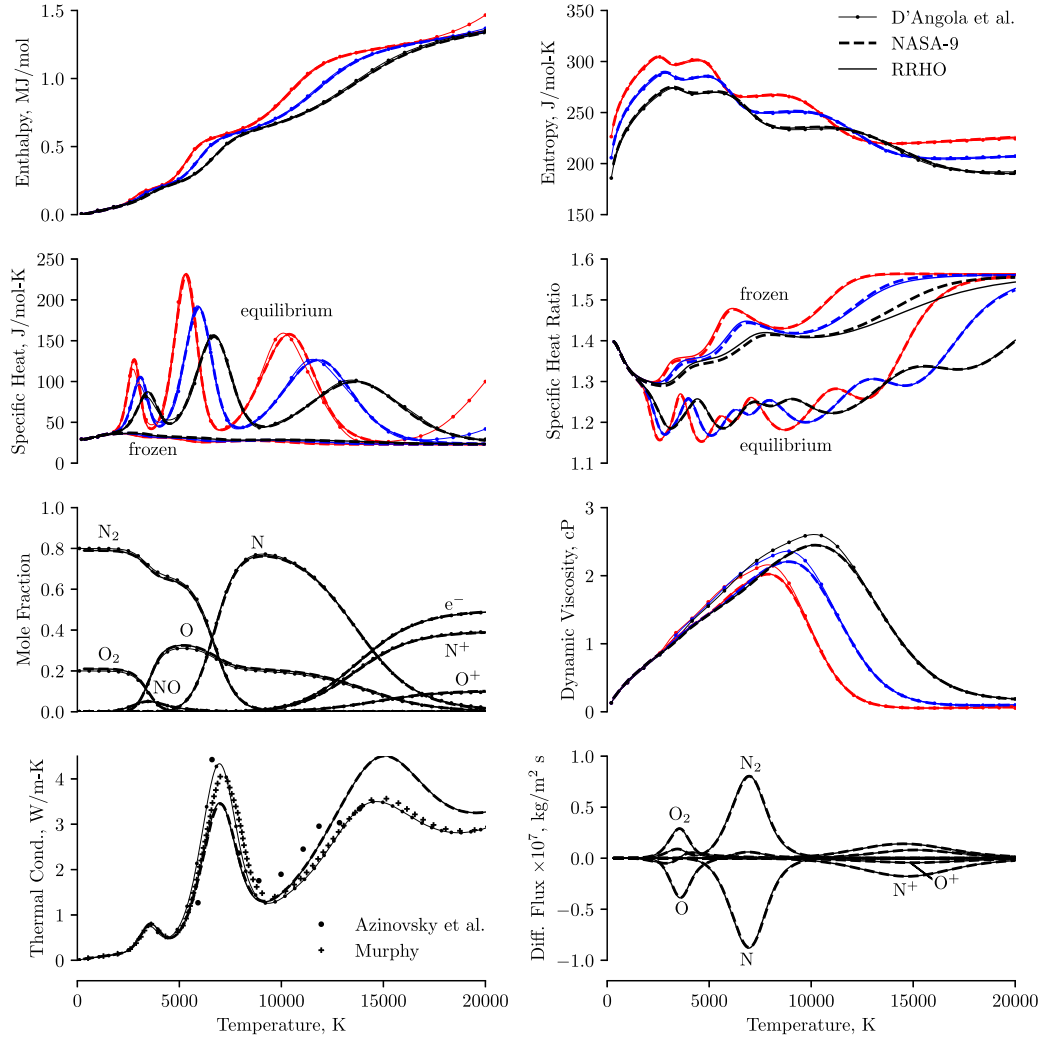 Enthalpy, MJ/mol
1.5
1.0
0.5
0.0
Entropy, J/mol-K
350
300
250
200
150
D'Angola et al.
NASA-9
RRHO
Specific Heat, J/mol-K
250
200
150
100
50
0
equilibrium
frozen
Specific Heat Ratio
1.6
1.5
1.4
1.3
1.2
1.1
frozen
equilibrium
Mole Fraction
1.0
0.8
0.6
0.4
0.2
0.0
N₂
N
O
O₂
NO
e⁻
N⁺
O⁺
Dynamic Viscosity, cP
3
2
1
0
Thermal Cond., W/m-K
4
3
2
1
0
Azinovsky et al.
Murphy
0 5000 10000 15000 20000
Temperature, K
Diff. Flux ×10⁷, kg/m² s
1.0
0.5
0.0
−0.5
−1.0
N₂
O₂
O
N
N⁺
O⁺
0 5000 10000 15000 20000
Temperature, K